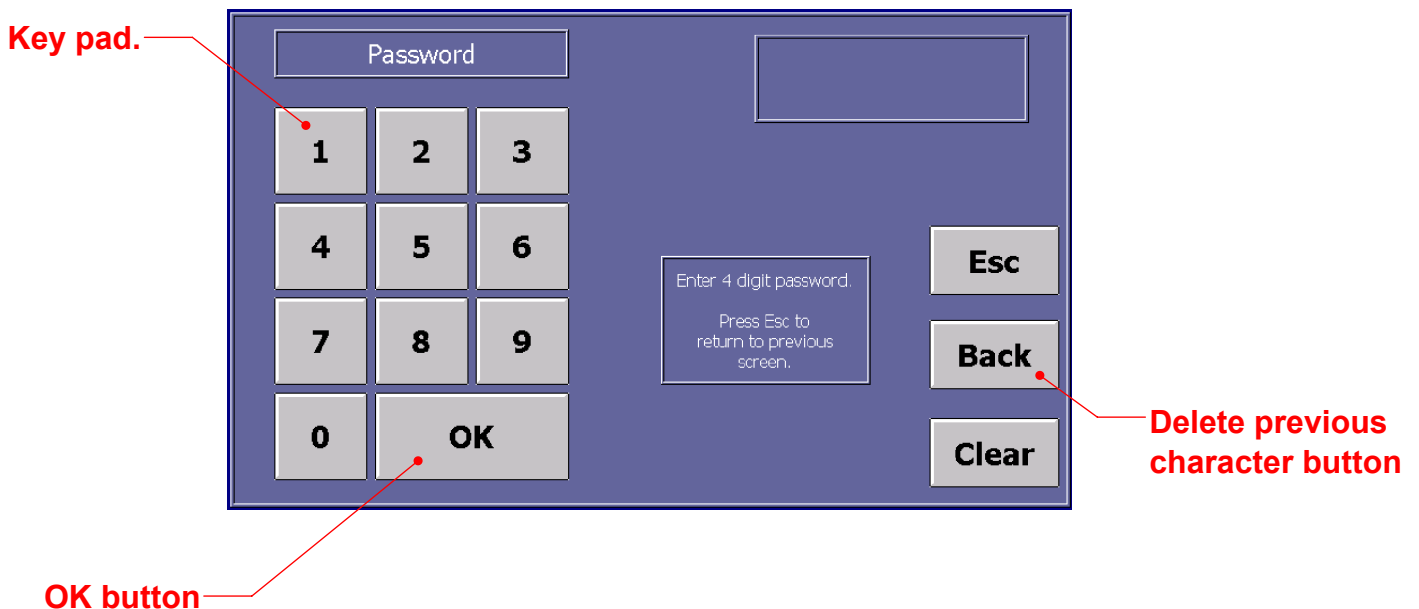 Key pad.
Password
1 2 3
4 5 6
Esc
Enter 4 digit password.
Press Esc to
return to previous
screen.
7 8 9
Back
0 OK
Clear
Delete previous
character button
OK button